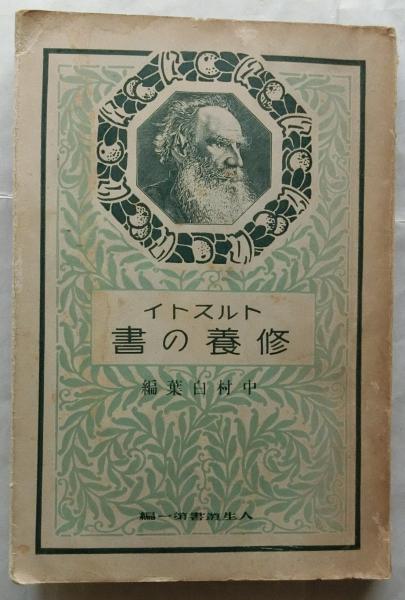 トルストイ
修養の書
中村白葉編
人生叢書第一編